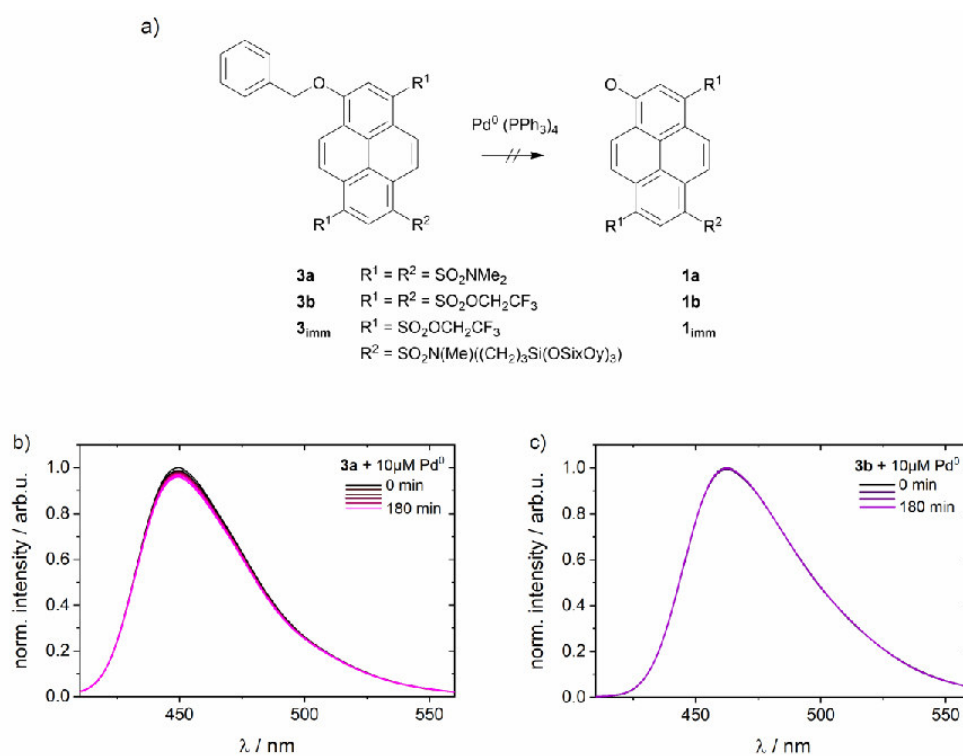 a)
R¹
O
R¹
R²
Pd⁰ (PPh₃)₄
O⁻
R¹
R¹
R²
3a R¹ = R² = SO₂NMe₂ 1a
3b R¹ = R² = SO₂OCH₂CF₃ 1b
3imm R¹ = SO₂OCH₂CF₃ 1imm
R² = SO₂N(Me)((CH₂)₃Si(OSixOy)₃)
b)
3a + 10µM Pd⁰
0 min
180 min
norm. intensity / arb.u.
1.0
0.8
0.6
0.4
0.2
0.0
450 500 550
λ / nm
c)
3b + 10µM Pd⁰
0 min
180 min
norm. intensity / arb.u.
1.0
0.8
0.6
0.4
0.2
0.0
450 500 550
λ / nm